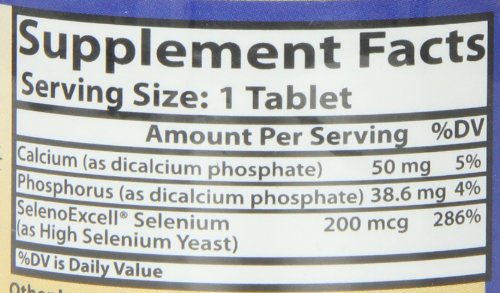 Supplement Facts
Serving Size: 1 Tablet
Amount Per Serving %DV
Calcium (as dicalcium phosphate) 50 mg 5%
Phosphorus (as dicalcium phosphate) 38.6 mg 4%
SelenoExcell® Selenium 200 mcg 286%
(as High Selenium Yeast)
%DV is Daily Value